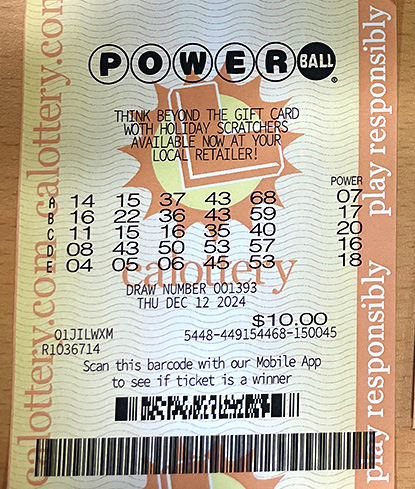 calottery.com.calottery.com
POWER BALL®
THINK BEYOND THE GIFT CARD
WOTH HOLIDAY SCRATCHERS
AVAILABLE NOW AT YOUR
LOCAL RETAILER!
POWER
A 14 15 37 43 68 07
B 16 22 36 43 59 17
C 11 15 16 35 40 20
D 08 43 50 53 57 16
E 04 05 06 45 53 18
calottery
DRAW NUMBER 001393
THU DEC 12 2024
$10.00
01JILWXM 5448-449154468-150045
R1036714
Scan this barcode with our Mobile App
to see if ticket is a winner
play responsibly
play responsibly